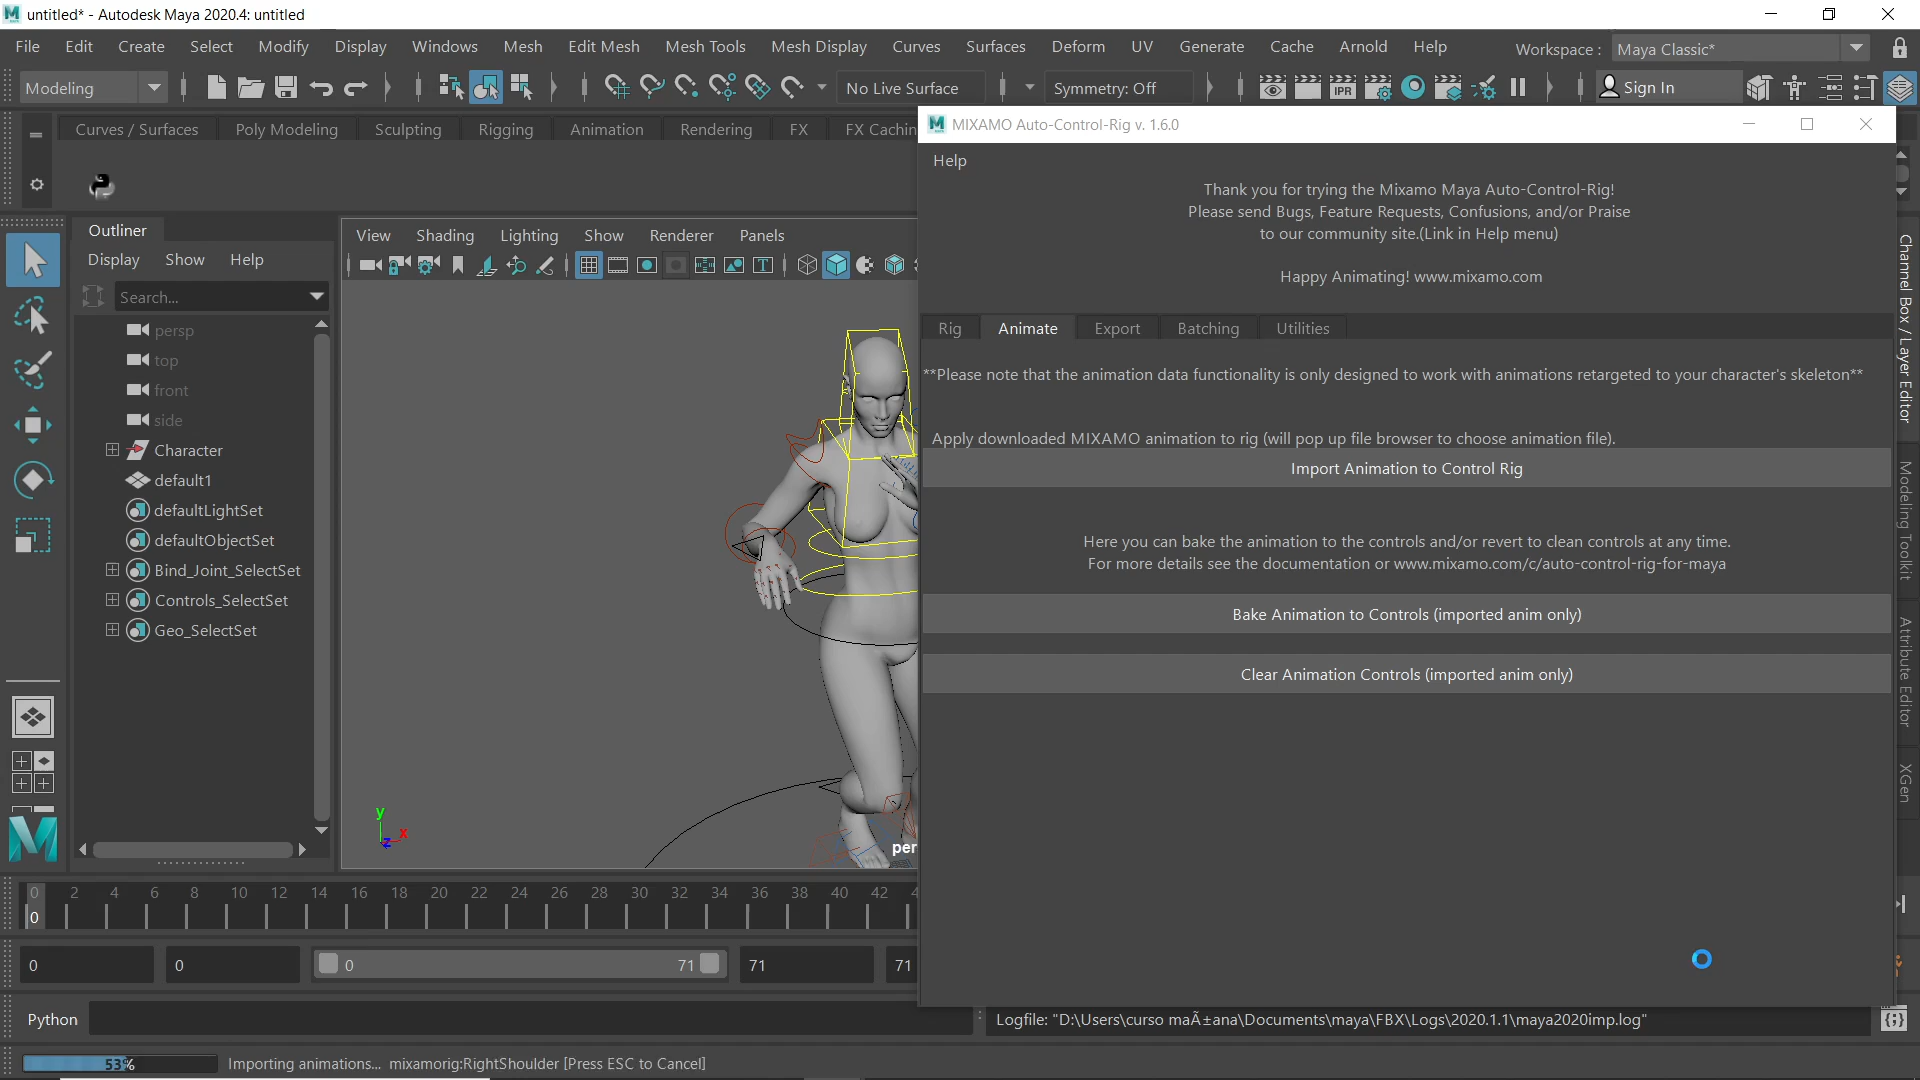 untitled* - Autodesk Maya 2020.4: untitled
File Edit Create Select Modify Display Windows Mesh Edit Mesh Mesh Tools Mesh Display Curves Surfaces Deform UV Generate Cache Arnold Help Workspace : Maya Classic*
Modeling No Live Surface Symmetry: Off IPR Sign In
Curves / Surfaces Poly Modeling Sculpting Rigging Animation Rendering FX FX Cachin
MIXAMO Auto-Control-Rig v. 1.6.0
Help
Thank you for trying the Mixamo Maya Auto-Control-Rig!
Please send Bugs, Feature Requests, Confusions, and/or Praise
to our community site.(Link in Help menu)
Happy Animating! www.mixamo.com
Rig Animate Export Batching Utilities
**Please note that the animation data functionality is only designed to work with animations retargeted to your character's skeleton**
Apply downloaded MIXAMO animation to rig (will pop up file browser to choose animation file).
Import Animation to Control Rig
Here you can bake the animation to the controls and/or revert to clean controls at any time.
For more details see the documentation or www.mixamo.com/c/auto-control-rig-for-maya
Bake Animation to Controls (imported anim only)
Clear Animation Controls (imported anim only)
Outliner
Display Show Help
Search...
persp
top
front
side
Character
default1
defaultLightSet
defaultObjectSet
Bind_Joint_SelectSet
Controls_SelectSet
Geo_SelectSet
View Shading Lighting Show Renderer Panels
y
x
z
per
Channel Box / Layer Editor
Modeling Toolkit
Attribute Editor
XGen
0 2 4 6 8 10 12 14 16 18 20 22 24 26 28 30 32 34 36 38 40 42 4
0
0 0 0 71 71 71
Python Logfile: "D:\Users\curso maÃ±ana\Documents\maya\FBX\Logs\2020.1.1\maya2020imp.log"
53% Importing animations... mixamorig:RightShoulder [Press ESC to Cancel]